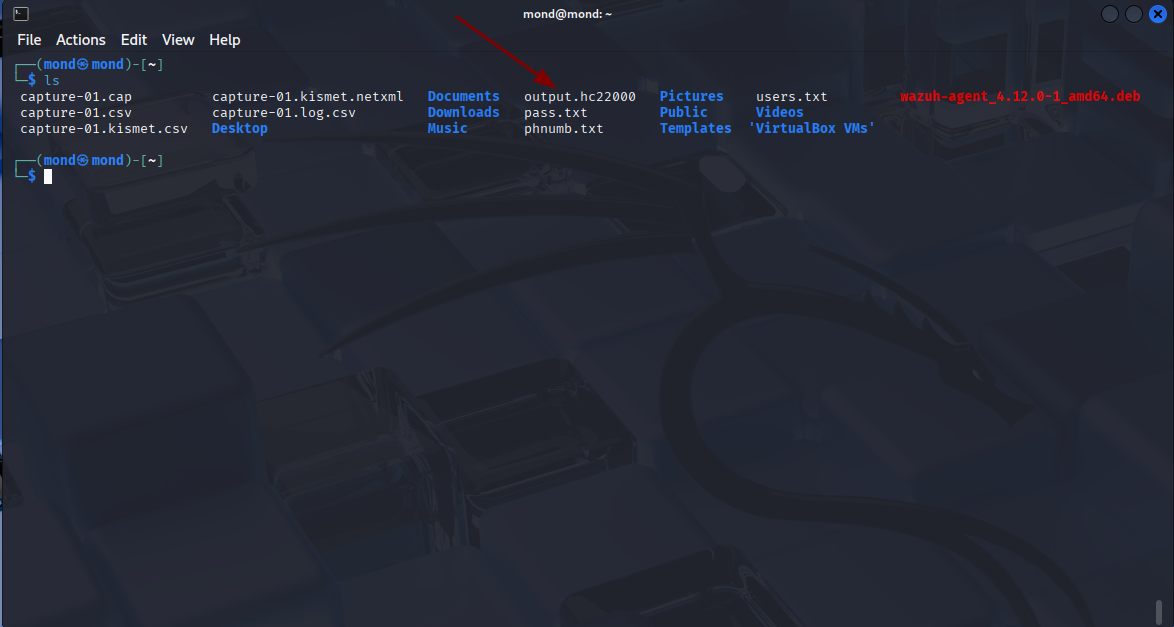 mond@mond: ~
File Actions Edit View Help
┌──(mond㉿mond)-[~]
└─$ ls
capture-01.cap capture-01.kismet.netxml Documents output.hc22000 Pictures users.txt wazuh-agent_4.12.0-1_amd64.deb
capture-01.csv capture-01.log.csv Downloads pass.txt Public Videos
capture-01.kismet.csv Desktop Music phnumb.txt Templates 'VirtualBox VMs'
┌──(mond㉿mond)-[~]
└─$